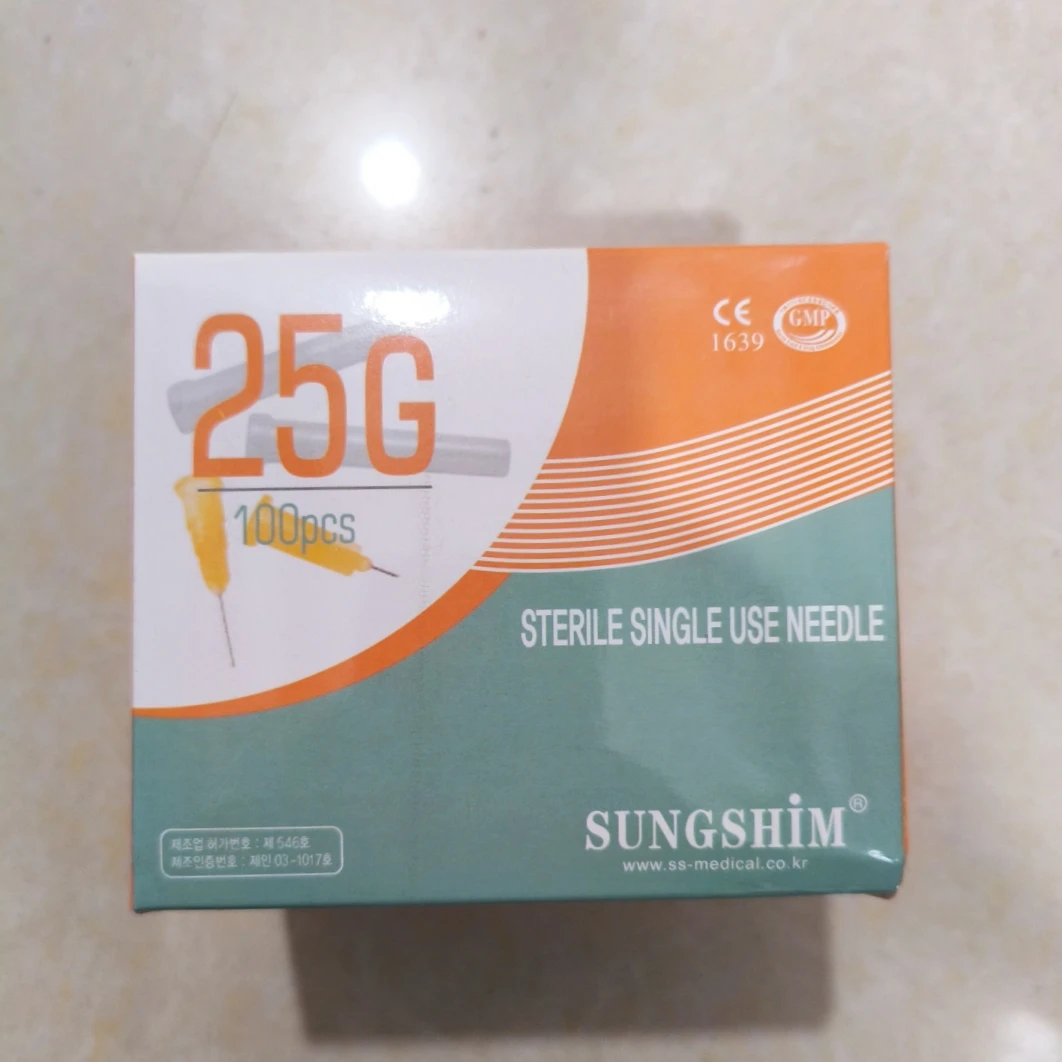 25G
100pcs
CE
1639
GMP
STERILE SINGLE USE NEEDLE
SUNGSHiM®
www.ss-medical.co.kr
제조업 허가번호 : 제 546호
제조인증번호 : 제인 03-1017호